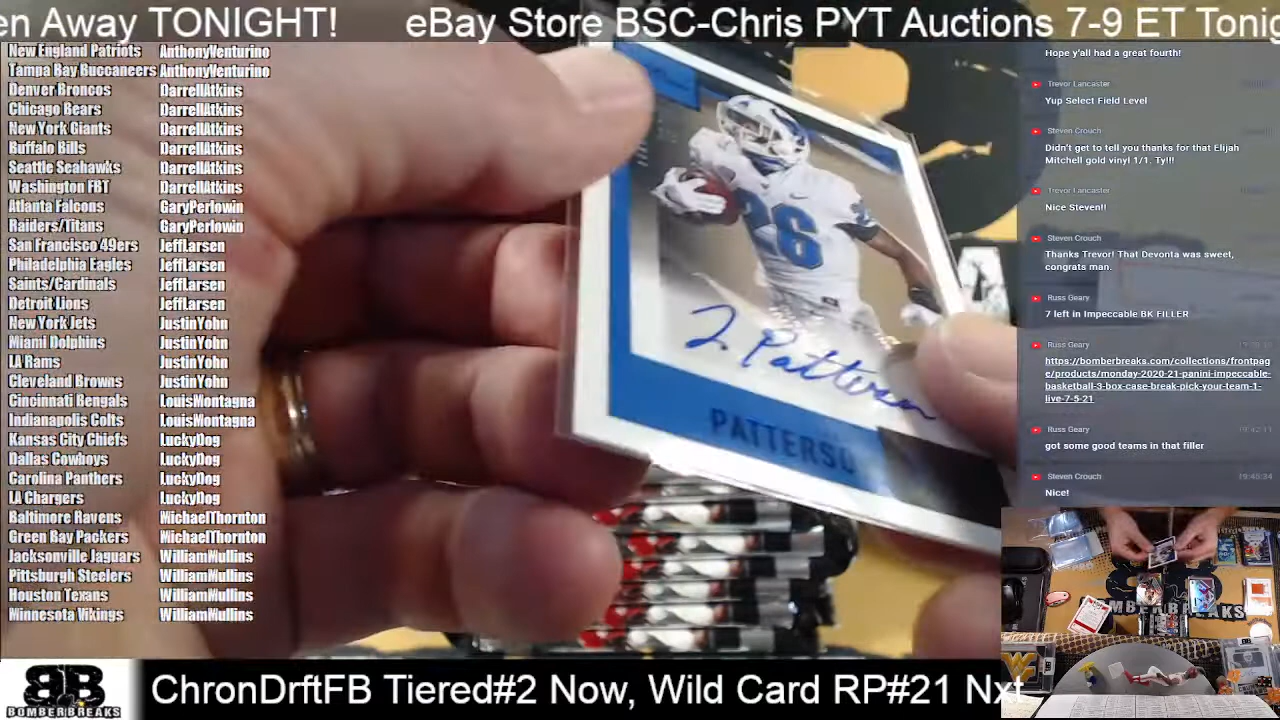 en Away TONIGHT! eBay Store BSC-Chris PYT Auctions 7-9 ET Tonig
New England Patriots AnthonyVenturino
Tampa Bay Buccaneers AnthonyVenturino
Denver Broncos DarrellAtkins
Chicago Bears DarrellAtkins
New York Giants DarrellAtkins
Buffalo Bills DarrellAtkins
Seattle Seahawks DarrellAtkins
Washington FBT DarrellAtkins
Atlanta Falcons GaryPerlowin
Raiders/Titans GaryPerlowin
San Francisco 49ers JeffLarsen
Philadelphia Eagles JeffLarsen
Saints/Cardinals JeffLarsen
Detroit Lions JeffLarsen
New York Jets JustinYohn
Miami Dolphins JustinYohn
LA Rams JustinYohn
Cleveland Browns JustinYohn
Cincinnati Bengals LouisMontagna
Indianapolis Colts LouisMontagna
Kansas City Chiefs LuckyDog
Dallas Cowboys LuckyDog
Carolina Panthers LuckyDog
LA Chargers LuckyDog
Baltimore Ravens MichaelThornton
Green Bay Packers MichaelThornton
Jacksonville Jaguars WilliamMullins
Pittsburgh Steelers WilliamMullins
Houston Texans WilliamMullins
Minnesota Vikings WilliamMullins
26
J. Patterson
PATTERSO
Hope y'all had a great fourth!
Trevor Lancaster
Yup Select Field Level
Steven Crouch
Didn't get to tell you thanks for that Elijah
Mitchell gold vinyl 1/1. Ty!!!
Trevor Lancaster
Nice Steven!!
Steven Crouch
Thanks Trevor! That Devonta was sweet,
congrats man.
Russ Geary
7 left in Impeccable BK FILLER
Russ Geary
https://bomberbreaks.com/collections/frontpag
e/products/monday-2020-21-panini-impeccable-
basketball-3-box-case-break-pick-your-team-1-
live-7-5-21
Russ Geary 19:42:11
got some good teams in that filler
Steven Crouch 19:45:34
Nice!
BOMBERBREAKS
BB
BOMBERBREAKS
ChronDrftFB Tiered#2 Now, Wild Card RP#21 Nxt